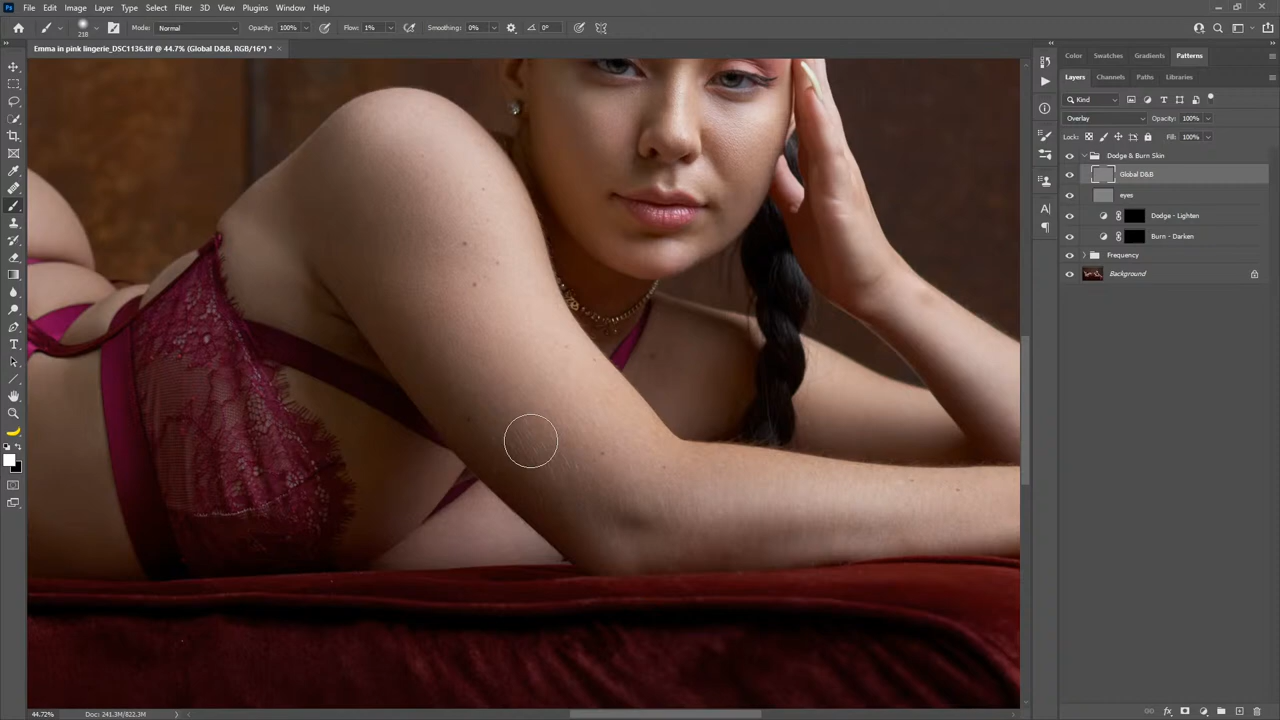 Ps File Edit Image Layer Type Select Filter 3D View Plugins Window Help
218 Mode: Normal Opacity: 100% Flow: 1% Smoothing: 0% 0°
Emma in pink lingerie_DSC1136.tif @ 44.7% (Global D&B, RGB/16*) * ×
Color Swatches Gradients Patterns
Layers Channels Paths Libraries
Kind
Overlay Opacity: 100%
Lock: Fill: 100%
Dodge & Burn Skin
Global D&B
eyes
Dodge - Lighten
Burn - Darken
Frequency
Background
44.72% Doc: 241.3M/822.3M